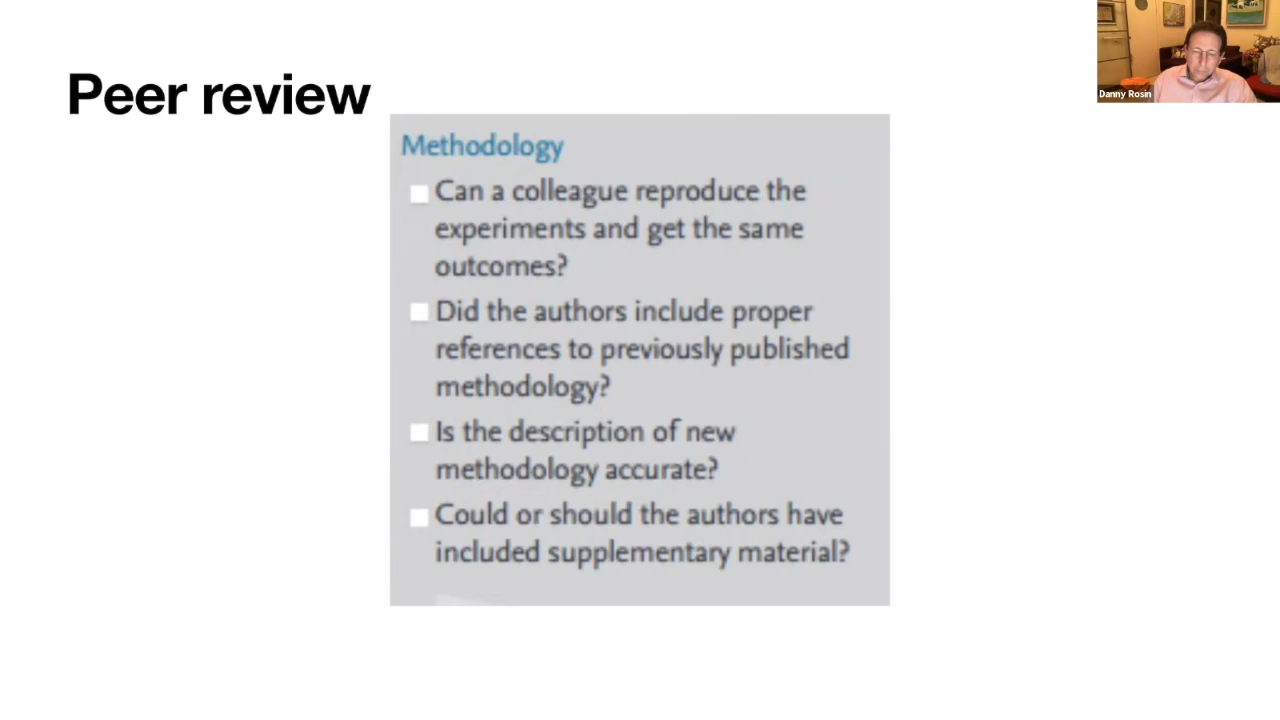 Peer review
Methodology
Can a colleague reproduce the
experiments and get the same
outcomes?
Did the authors include proper
references to previously published
methodology?
Is the description of new
methodology accurate?
Could or should the authors have
included supplementary material?
Danny Rosin